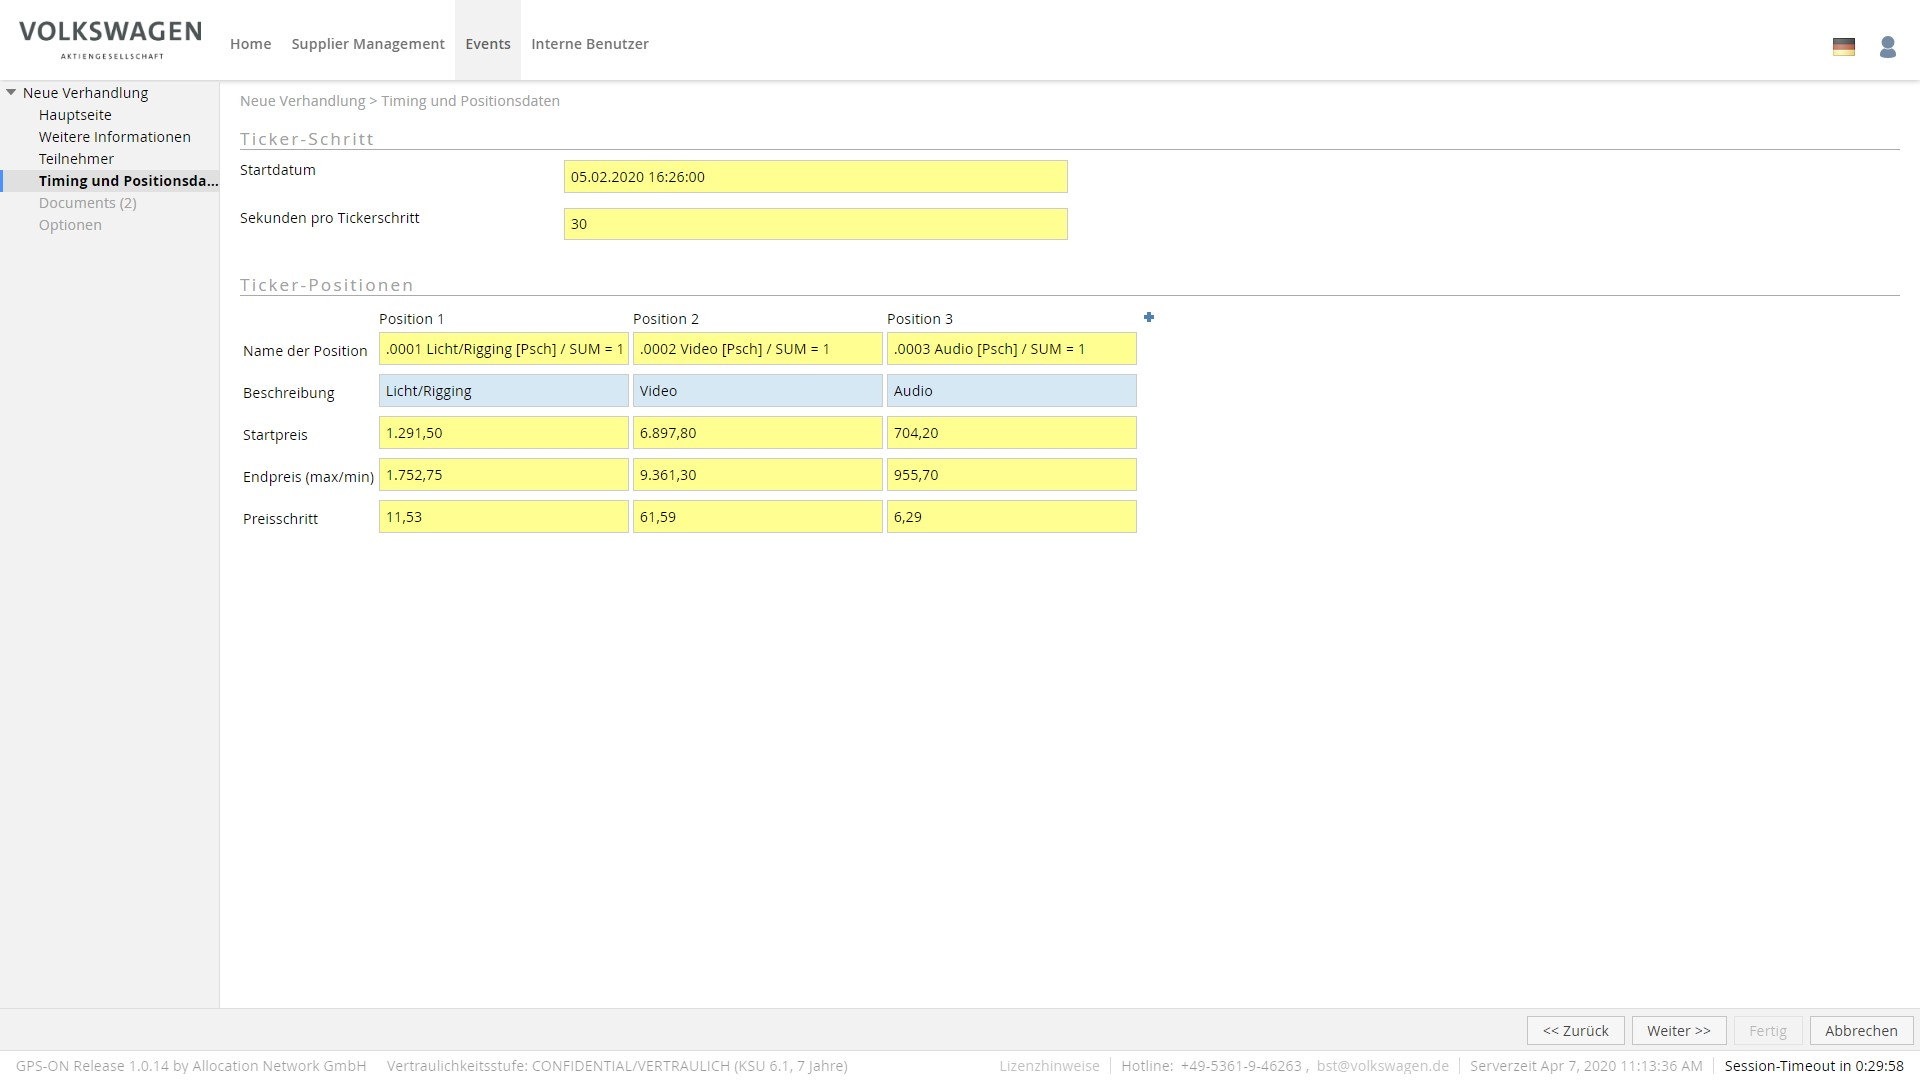 VOLKSWAGEN
AKTIENGESELLSCHAFT
Home Supplier Management Events Interne Benutzer
Neue Verhandlung
Hauptseite
Weitere Informationen
Teilnehmer
Timing und Positionsda...
Documents (2)
Optionen
Neue Verhandlung > Timing und Positionsdaten
Ticker-Schritt
Startdatum 05.02.2020 16:26:00
Sekunden pro Tickerschritt 30
Ticker-Positionen
Position 1 Position 2 Position 3
Name der Position .0001 Licht/Rigging [Psch] / SUM = 1 .0002 Video [Psch] / SUM = 1 .0003 Audio [Psch] / SUM = 1
Beschreibung Licht/Rigging Video Audio
Startpreis 1.291,50 6.897,80 704,20
Endpreis (max/min) 1.752,75 9.361,30 955,70
Preisschritt 11,53 61,59 6,29
<< Zurück Weiter >> Fertig Abbrechen
GPS-ON Release 1.0.14 by Allocation Network GmbH Vertraulichkeitsstufe: CONFIDENTIAL/VERTRAULICH (KSU 6.1, 7 Jahre) Lizenzhinweise Hotline: +49-5361-9-46263 , bst@volkswagen.de Serverzeit Apr 7, 2020 11:13:36 AM Session-Timeout in 0:29:58